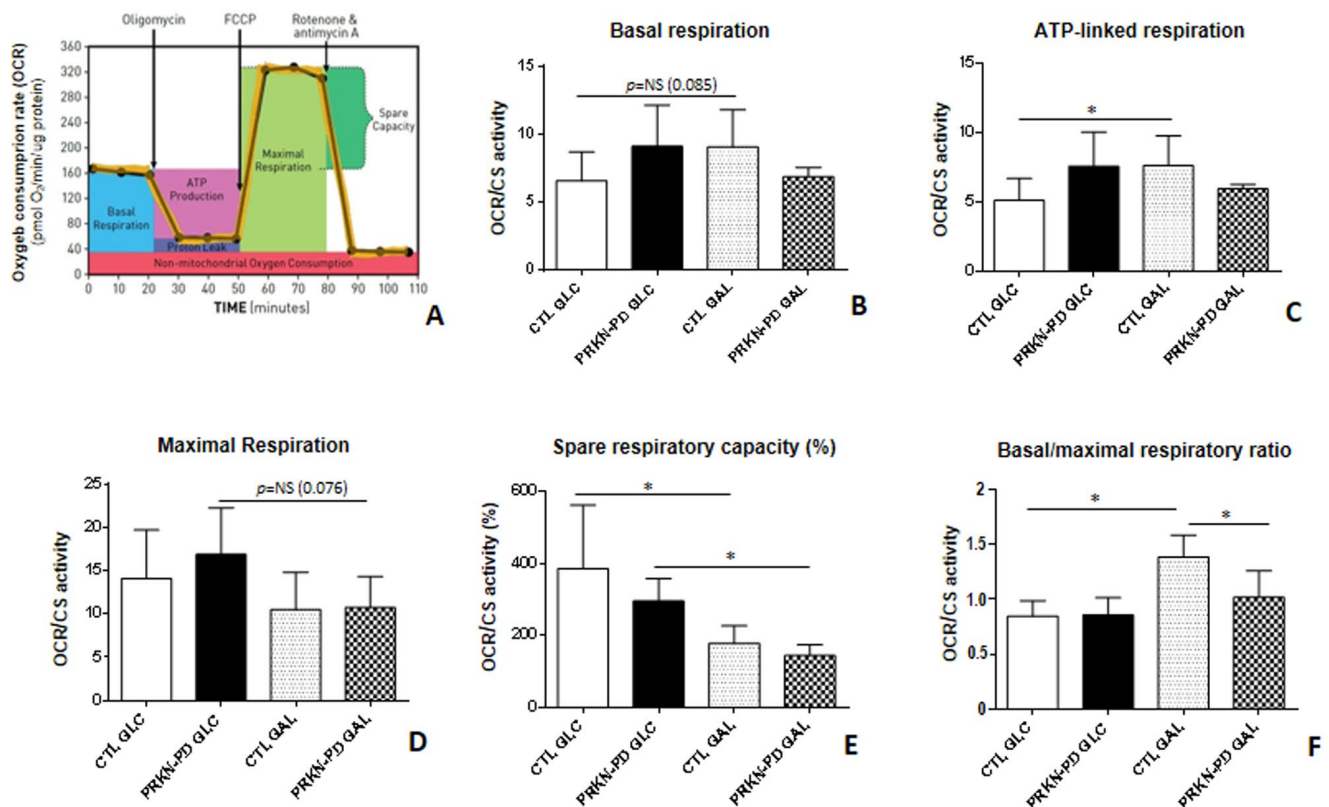 Oligomycin
FCCP
Rotenone &
antimycin A
Oxygeb comsumprion rate (OCR)
(pmol O₂/min/ug protein)
360
320
280
240
200
160
120
80
40
0
Spare
Capacity
Maximal
Respiration
ATP
Production
Basal
Respiration
Proton Leak
Non-mitochondrial Oxygen Consumption
0 10 20 30 40 50 60 70 80 90 100 110
TIME (minutes)
A
Basal respiration
OCR/CS activity
15
10
5
0
p=NS (0.085)
CTL GLC
PRKN-PD GLC
CTL GAL
PRKN-PD GAL
B
ATP-linked respiration
OCR/CS activity
15
10
5
0
*
CTL GLC
PRKN-PD GLC
CTL GAL
PRKN-PD GAL
C
Maximal Respiration
OCR/CS activity
25
20
15
10
5
0
p=NS (0.076)
CTL GLC
PRKN-PD GLC
CTL GAL
PRKN-PD GAL
D
Spare respiratory capacity (%)
OCR/CS activity (%)
600
400
200
0
*
*
CTL GLC
PRKN-PD GLC
CTL GAL
PRKN-PD GAL
E
Basal/maximal respiratory ratio
OCR/CS activity
2
1.5
1
0.5
0
*
*
CTL GLC
PRKN-PD GLC
CTL GAL
PRKN-PD GAL
F